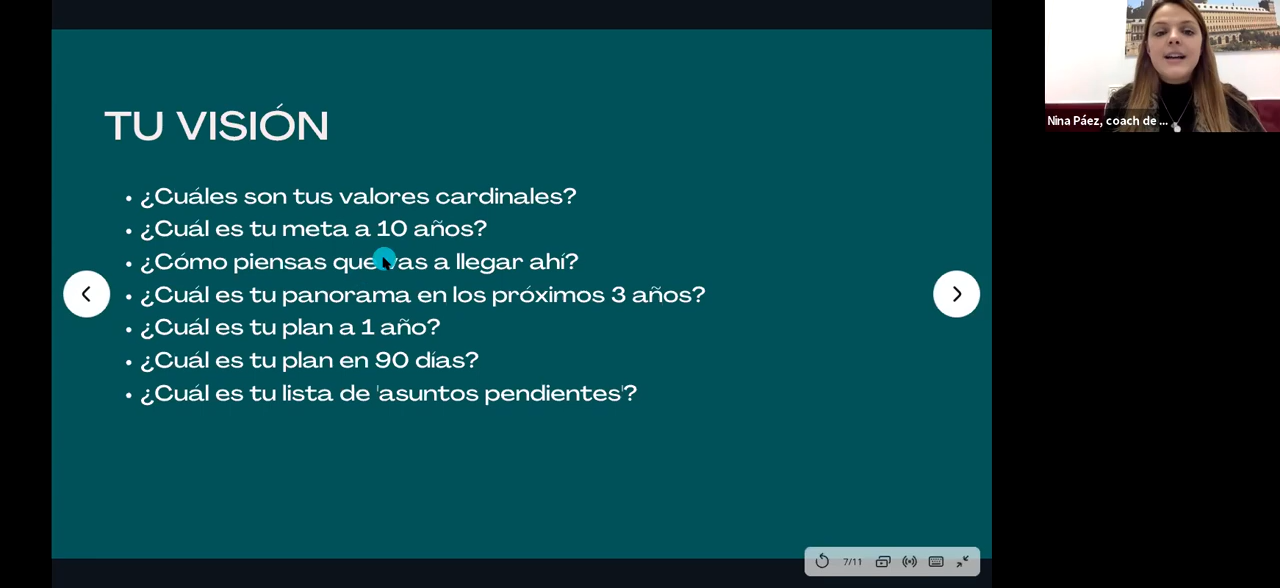 TU VISIÓN
• ¿Cuáles son tus valores cardinales?
• ¿Cuál es tu meta a 10 años?
• ¿Cómo piensas que vas a llegar ahí?
• ¿Cuál es tu panorama en los próximos 3 años?
• ¿Cuál es tu plan a 1 año?
• ¿Cuál es tu plan en 90 días?
• ¿Cuál es tu lista de 'asuntos pendientes'?
Nina Páez, coach de ...
7/11